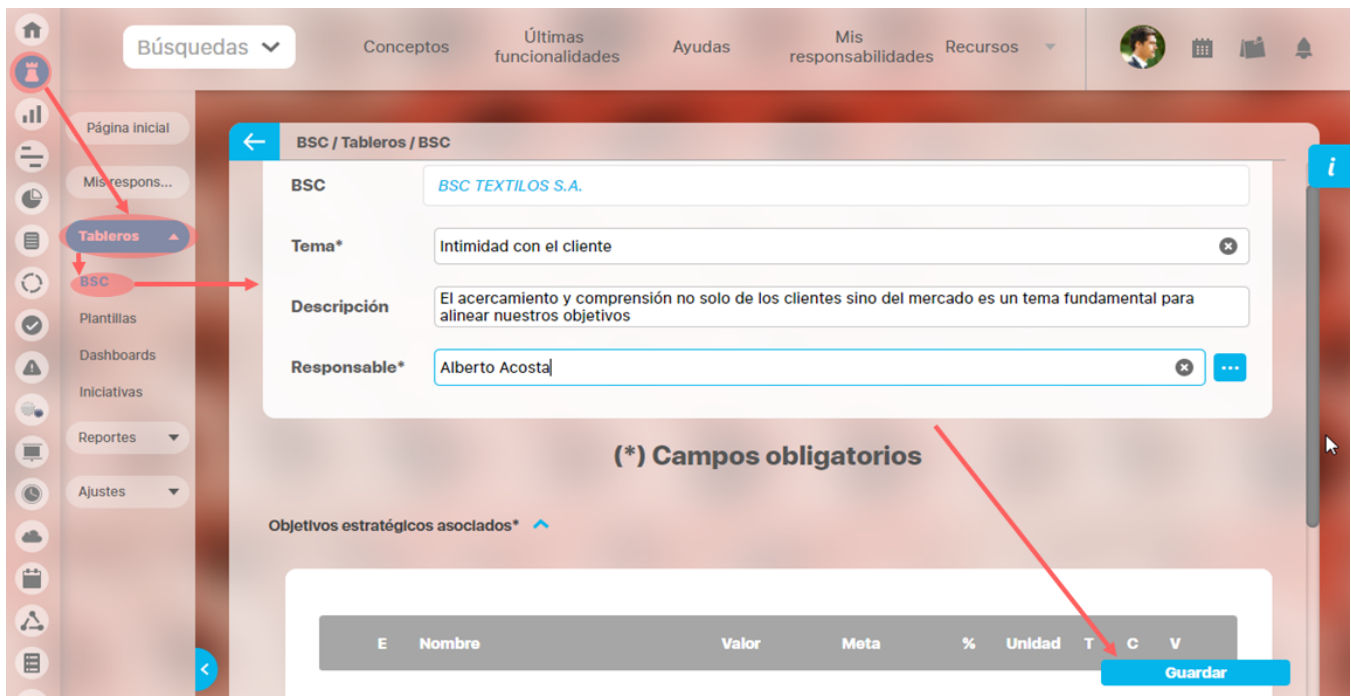 Búsquedas
Conceptos
Últimas
funcionalidades
Ayudas
Mis
responsabilidades
Recursos
Página inicial
Mis respons...
Tableros
BSC
Plantillas
Dashboards
Iniciativas
Reportes
Ajustes
BSC / Tableros / BSC
i
BSC
BSC TEXTILOS S.A.
Tema*
Intimidad con el cliente
Descripción
El acercamiento y comprensión no solo de los clientes sino del mercado es un tema fundamental para
alinear nuestros objetivos
Responsable*
Alberto Acosta
(*) Campos obligatorios
Objetivos estratégicos asociados*
E Nombre Valor Meta % Unidad T C V
Guardar